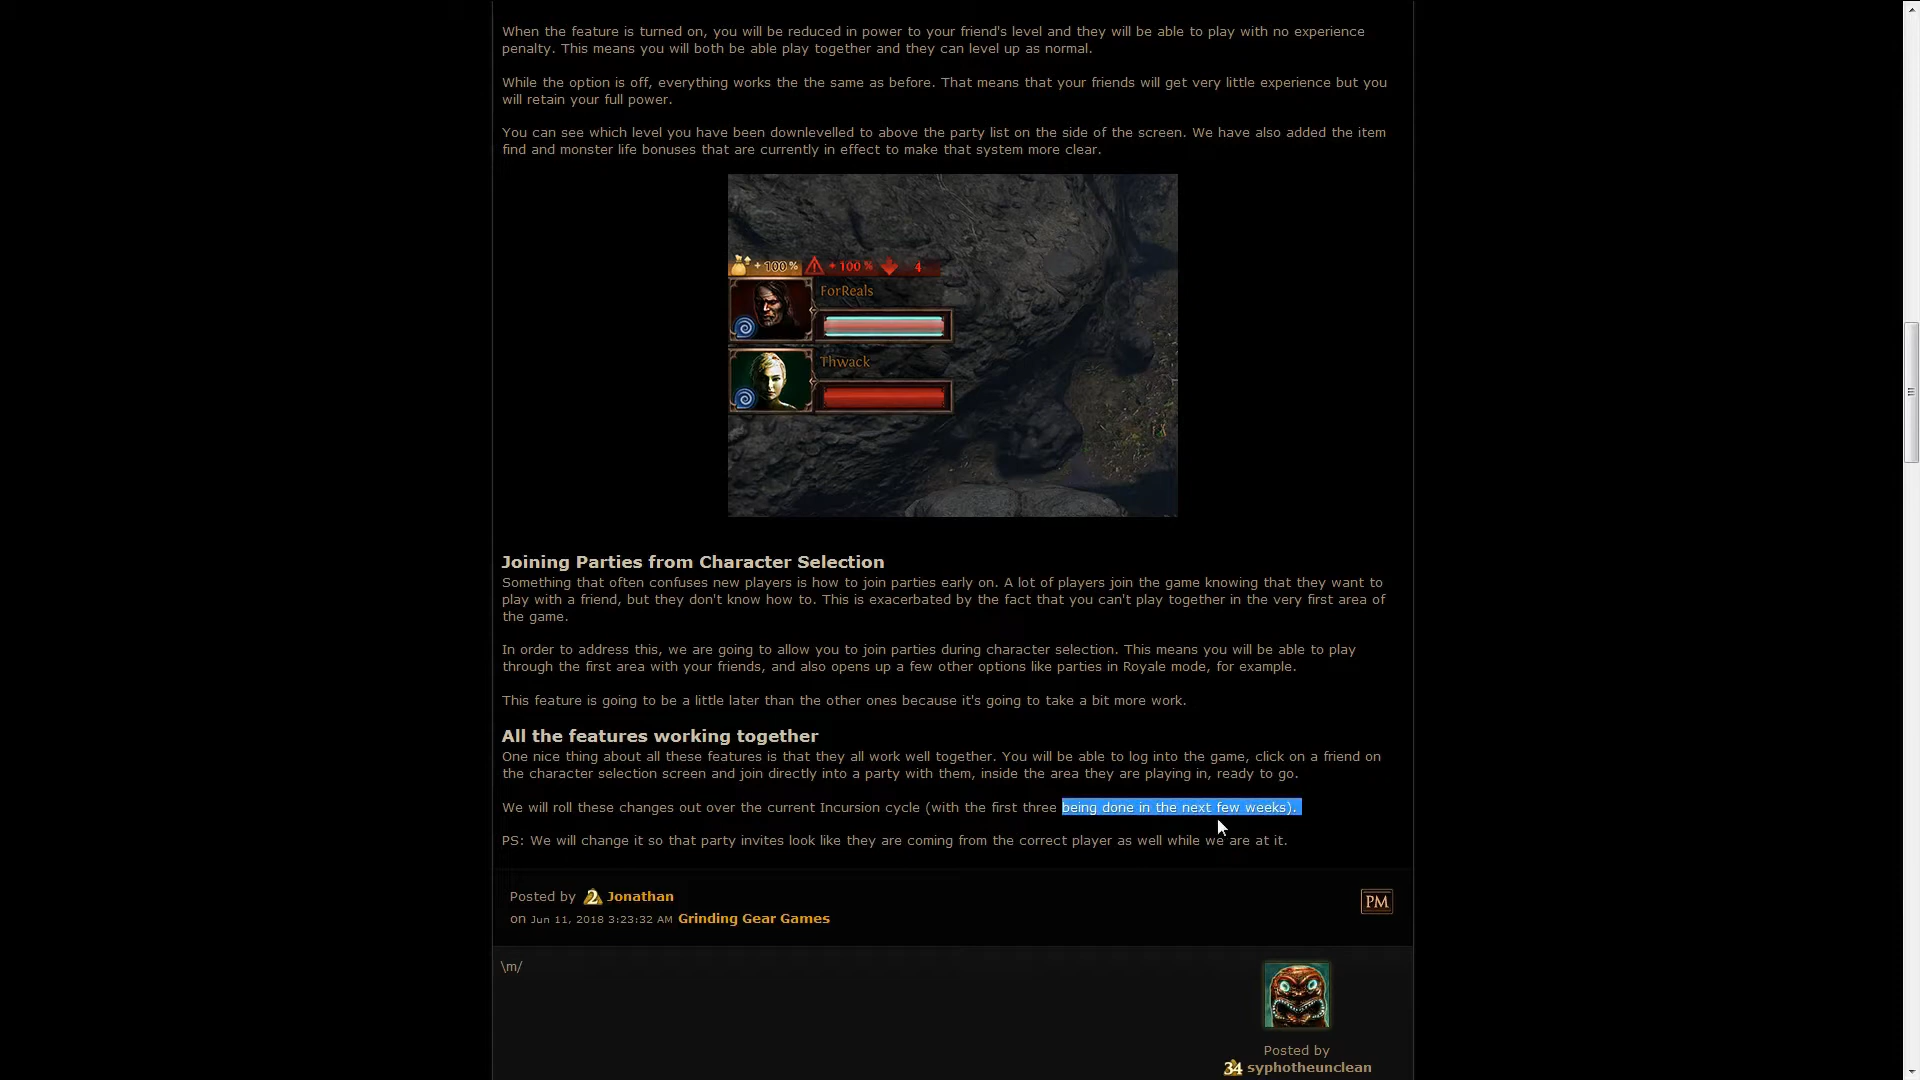 When the feature is turned on, you will be reduced in power to your friend's level and they will be able to play with no experience
penalty. This means you will both be able play together and they can level up as normal.
While the option is off, everything works the the same as before. That means that your friends will get very little experience but you
will retain your full power.
You can see which level you have been downlevelled to above the party list on the side of the screen. We have also added the item
find and monster life bonuses that are currently in effect to make that system more clear.
+ 100 % + 100 % 4
ForReals
Thwack
Joining Parties from Character Selection
Something that often confuses new players is how to join parties early on. A lot of players join the game knowing that they want to
play with a friend, but they don't know how to. This is exacerbated by the fact that you can't play together in the very first area of
the game.
In order to address this, we are going to allow you to join parties during character selection. This means you will be able to play
through the first area with your friends, and also opens up a few other options like parties in Royale mode, for example.
This feature is going to be a little later than the other ones because it's going to take a bit more work.
All the features working together
One nice thing about all these features is that they all work well together. You will be able to log into the game, click on a friend on
the character selection screen and join directly into a party with them, inside the area they are playing in, ready to go.
We will roll these changes out over the current Incursion cycle (with the first three being done in the next few weeks).
PS: We will change it so that party invites look like they are coming from the correct player as well while we are at it.
Posted by 2 Jonathan
on Jun 11, 2018 3:23:32 AM Grinding Gear Games
PM
\m/
Posted by
34 syphotheunclean